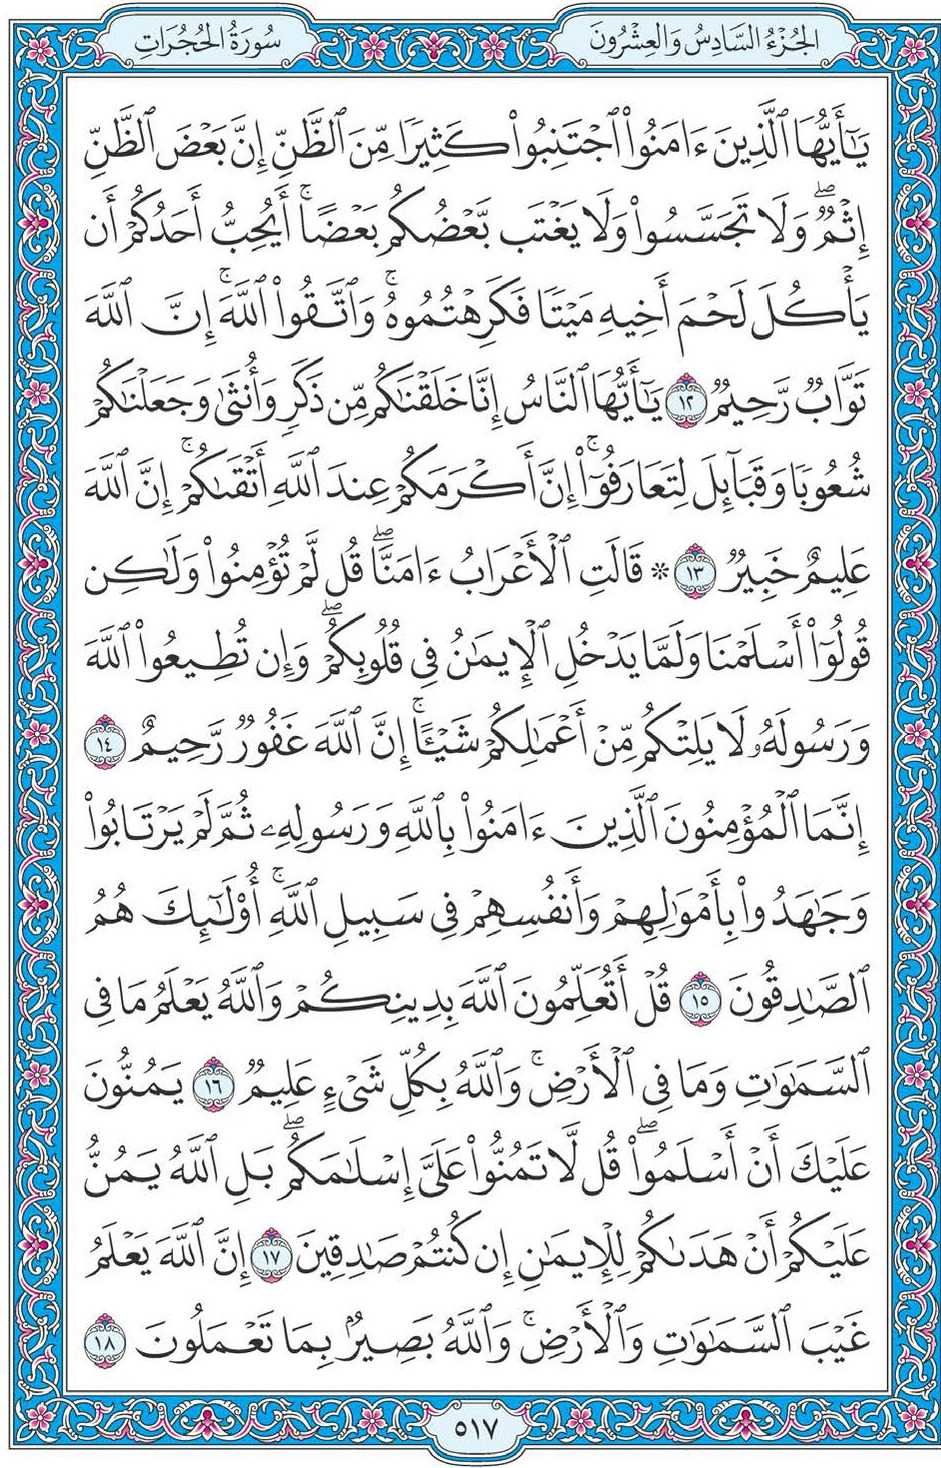 الجُزْءُ السَّادِسُ وَالعِشْرُونَ
سُورَةُ الحُجُرَاتِ
يَٰٓأَيُّهَا ٱلَّذِينَ ءَامَنُواْ ٱجْتَنِبُواْ كَثِيرٗا مِّنَ ٱلظَّنِّ إِنَّ بَعْضَ ٱلظَّنِّ
إِثْمٞۖ وَلَا تَجَسَّسُواْ وَلَا يَغْتَب بَّعْضُكُم بَعْضًاۚ أَيُحِبُّ أَحَدُكُمْ أَن
يَأْكُلَ لَحْمَ أَخِيهِ مَيْتٗا فَكَرِهْتُمُوهُۚ وَٱتَّقُواْ ٱللَّهَۚ إِنَّ ٱللَّهَ
تَوَّابٞ رَّحِيمٞ ١٢ يَٰٓأَيُّهَا ٱلنَّاسُ إِنَّا خَلَقْنَٰكُم مِّن ذَكَرٖ وَأُنثَىٰ وَجَعَلْنَٰكُمْ
شُعُوبٗا وَقَبَآئِلَ لِتَعَارَفُوٓاْۚ إِنَّ أَكْرَمَكُمْ عِندَ ٱللَّهِ أَتْقَىٰكُمْۚ إِنَّ ٱللَّهَ
عَلِيمٌ خَبِيرٞ ١٣ ۞ قَالَتِ ٱلْأَعْرَابُ ءَامَنَّاۖ قُل لَّمْ تُؤْمِنُواْ وَلَٰكِن
قُولُوٓاْ أَسْلَمْنَا وَلَمَّا يَدْخُلِ ٱلْإِيمَٰنُ فِي قُلُوبِكُمْۖ وَإِن تُطِيعُواْ ٱللَّهَ
وَرَسُولَهُۥ لَا يَلِتْكُم مِّنْ أَعْمَٰلِكُمْ شَيْـًٔاۚ إِنَّ ٱللَّهَ غَفُورٞ رَّحِيمٌ ١٤
إِنَّمَا ٱلْمُؤْمِنُونَ ٱلَّذِينَ ءَامَنُواْ بِٱللَّهِ وَرَسُولِهِۦ ثُمَّ لَمْ يَرْتَابُواْ
وَجَٰهَدُواْ بِأَمْوَٰلِهِمْ وَأَنفُسِهِمْ فِي سَبِيلِ ٱللَّهِۚ أُوْلَٰٓئِكَ هُمُ
ٱلصَّٰدِقُونَ ١٥ قُلْ أَتُعَلِّمُونَ ٱللَّهَ بِدِينِكُمْ وَٱللَّهُ يَعْلَمُ مَا فِي
ٱلسَّمَٰوَٰتِ وَمَا فِي ٱلْأَرْضِۚ وَٱللَّهُ بِكُلِّ شَيْءٍ عَلِيمٞ ١٦ يَمُنُّونَ
عَلَيْكَ أَنْ أَسْلَمُواْۖ قُل لَّا تَمُنُّواْ عَلَيَّ إِسْلَٰمَكُمۖ بَلِ ٱللَّهُ يَمُنُّ
عَلَيْكُمْ أَنْ هَدَىٰكُمْ لِلْإِيمَٰنِ إِن كُنتُمْ صَٰدِقِينَ ١٧ إِنَّ ٱللَّهَ يَعْلَمُ
غَيْبَ ٱلسَّمَٰوَٰتِ وَٱلْأَرْضِۚ وَٱللَّهُ بَصِيرُۢ بِمَا تَعْمَلُونَ ١٨
٥١٧